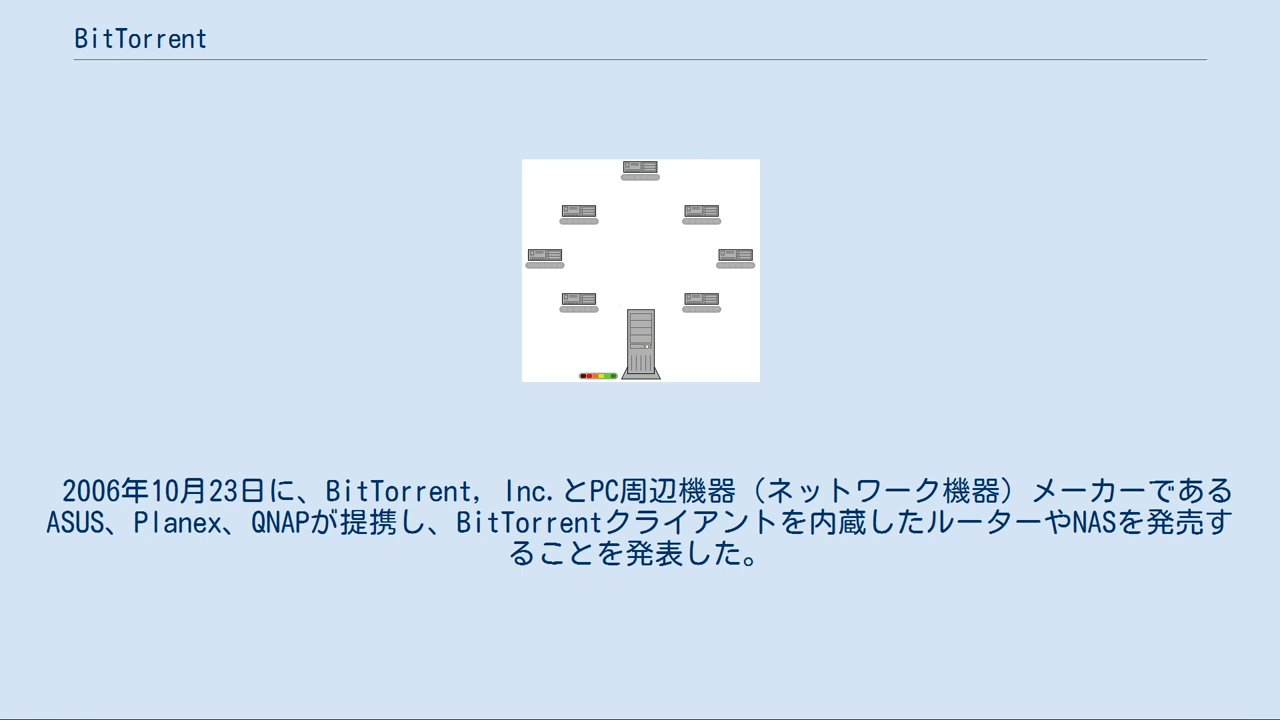 BitTorrent
2006年10月23日に、BitTorrent, Inc.とPC周辺機器（ネットワーク機器）メーカーである
ASUS、Planex、QNAPが提携し、BitTorrentクライアントを内蔵したルーターやNASを発売す
ることを発表した。